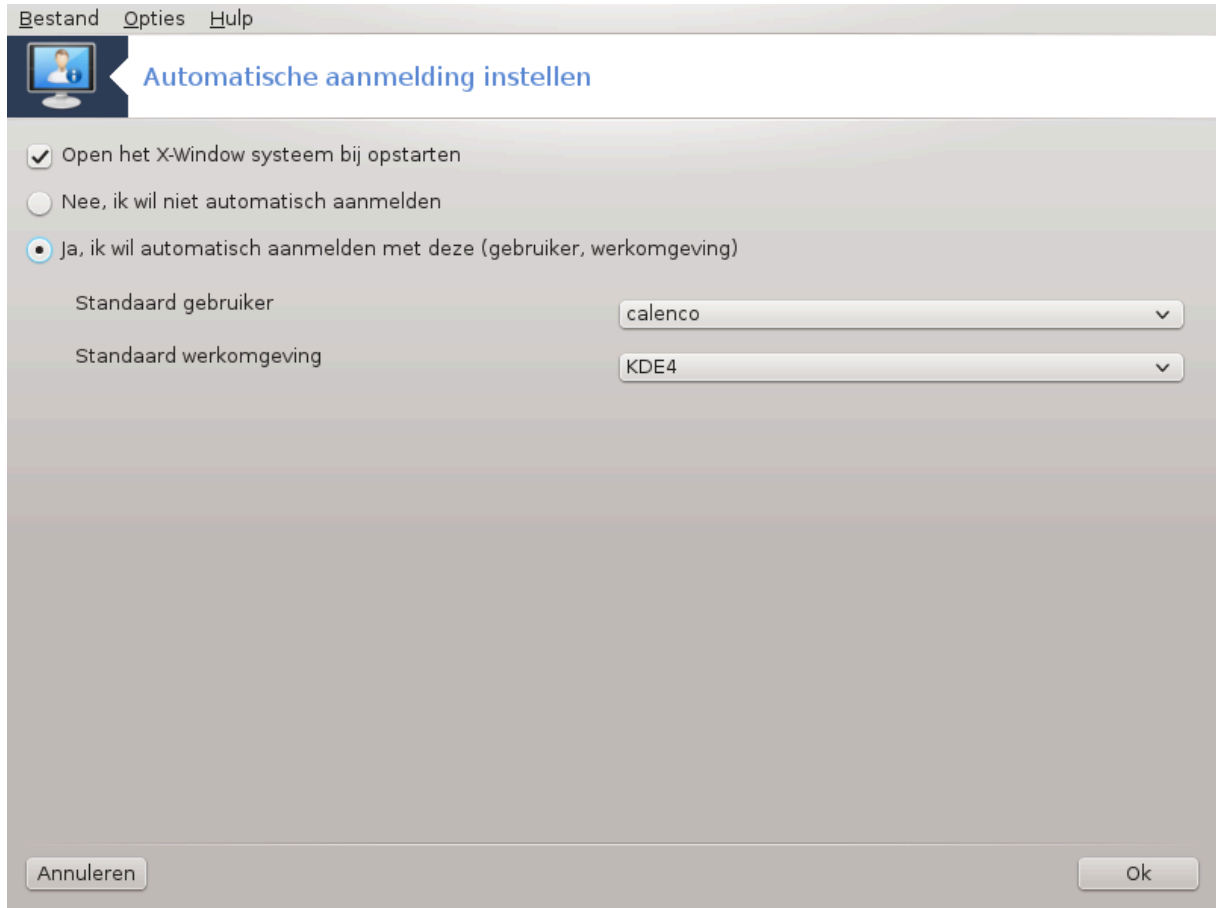 Bestand Opties Hulp
Automatische aanmelding instellen
Open het X-Window systeem bij opstarten
Nee, ik wil niet automatisch aanmelden
Ja, ik wil automatisch aanmelden met deze (gebruiker, werkomgeving)
Standaard gebruiker
calenco
Standaard werkomgeving
KDE4
Annuleren
Ok